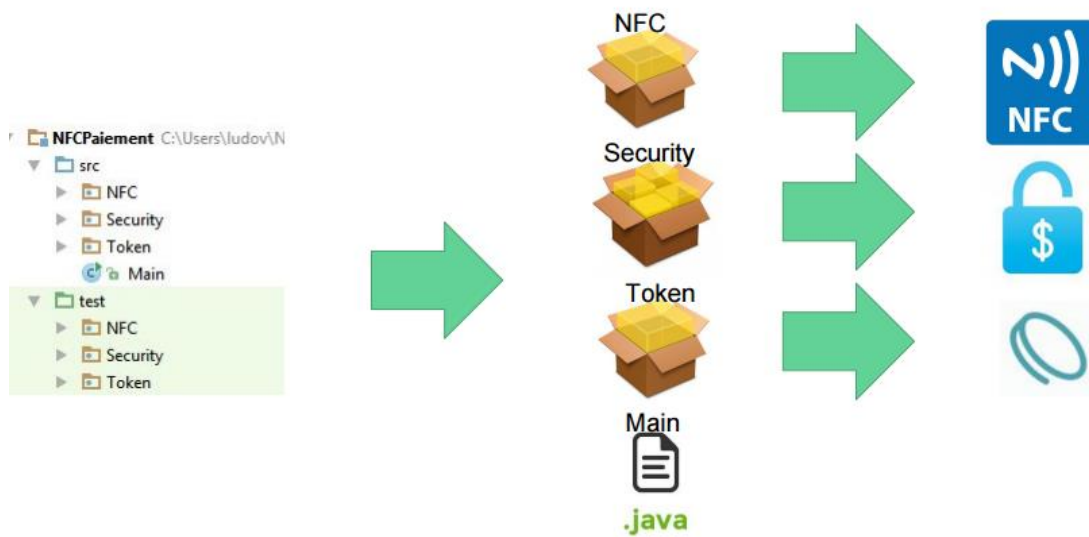 NFCPaiement C:\Users\ludov\N
src
NFC
Security
Token
Main
test
NFC
Security
Token
NFC
Security
Token
Main
.java
NFC
$